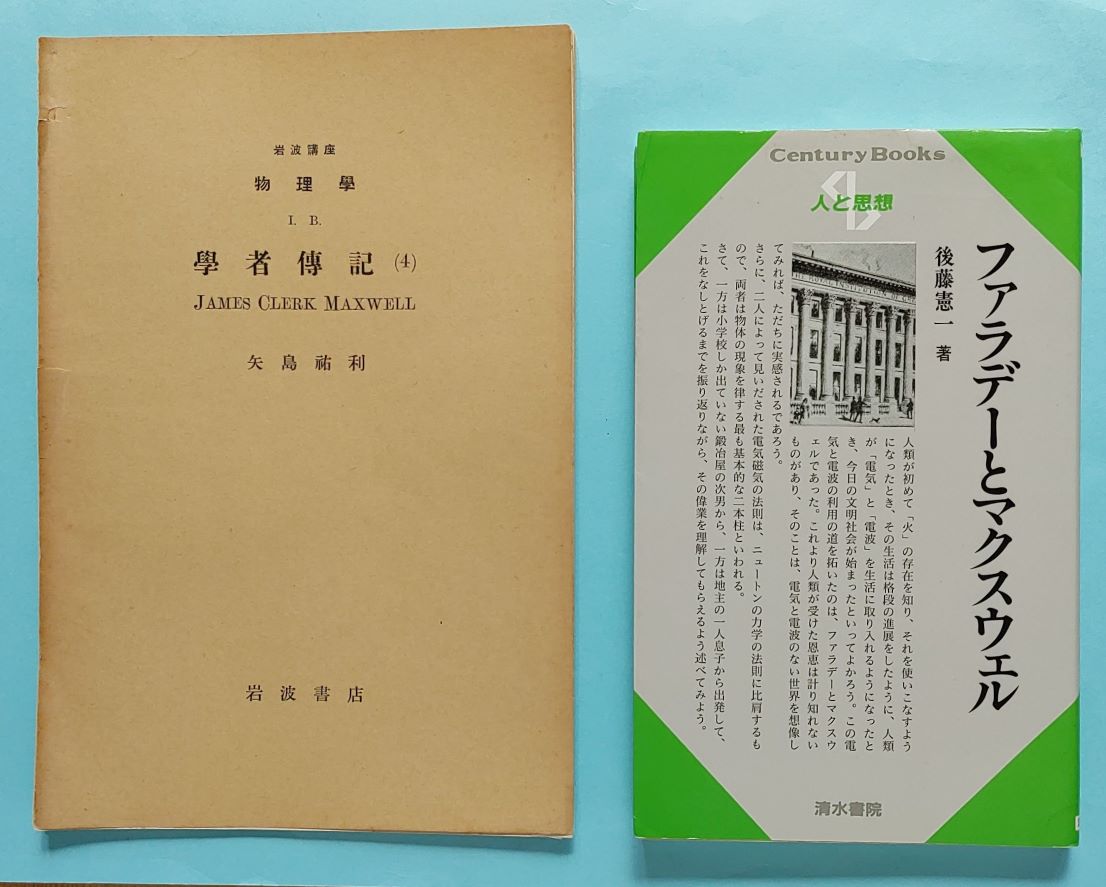 岩波講座
物理學
I. B.
學者傳記 (4)
JAMES CLERK MAXWELL
矢島祐利
岩波書店
Century Books
人と思想
ファラデーとマクスウェル
後藤憲一 著
人類が初めて「火」の存在を知り、それを使いこなすよう
になったとき、その生活は格段の進展をしたように、人類
が「電気」と「電波」を生活に取り入れるようになったと
き、今日の文明社会が始まったといってよかろう。この電
気と電波の利用の道を拓いたのは、ファラデーとマクスウ
ェルであった。これより人類が受けた恩恵は計り知れない
ものがあり、そのことは、電気と電波のない世界を想像し
てみれば、ただちに実感されるであろう。
さらに、二人によって見いだされた電気磁気の法則は、ニュートンの力学の法則に比肩するも
ので、両者は物体の現象を律する最も基本的な二本柱といわれる。
さて、一方は小学校しか出ていない鍛冶屋の次男から、一方は地主の一人息子から出発して、
これをなしとげるまでを振り返りながら、その偉業を理解してもらえるよう述べてみよう。
清水書院